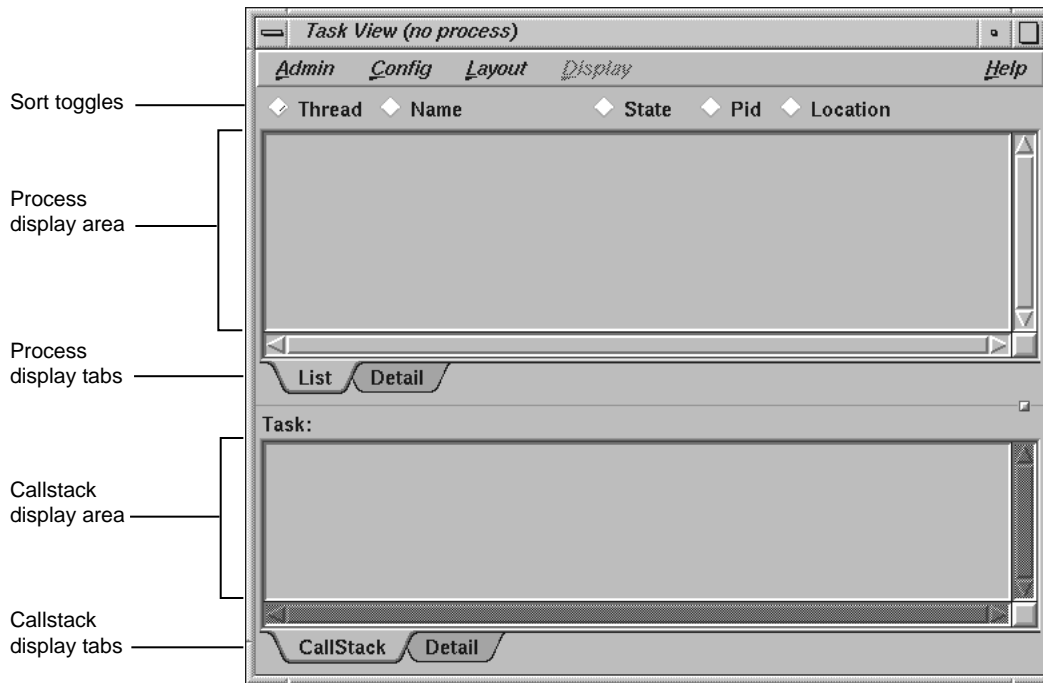 Task View (no process)
Admin Config Layout Display Help
Sort toggles
Thread Name State Pid Location
Process
display area
Process
display tabs
List Detail
Task:
Callstack
display area
Callstack
display tabs
CallStack Detail